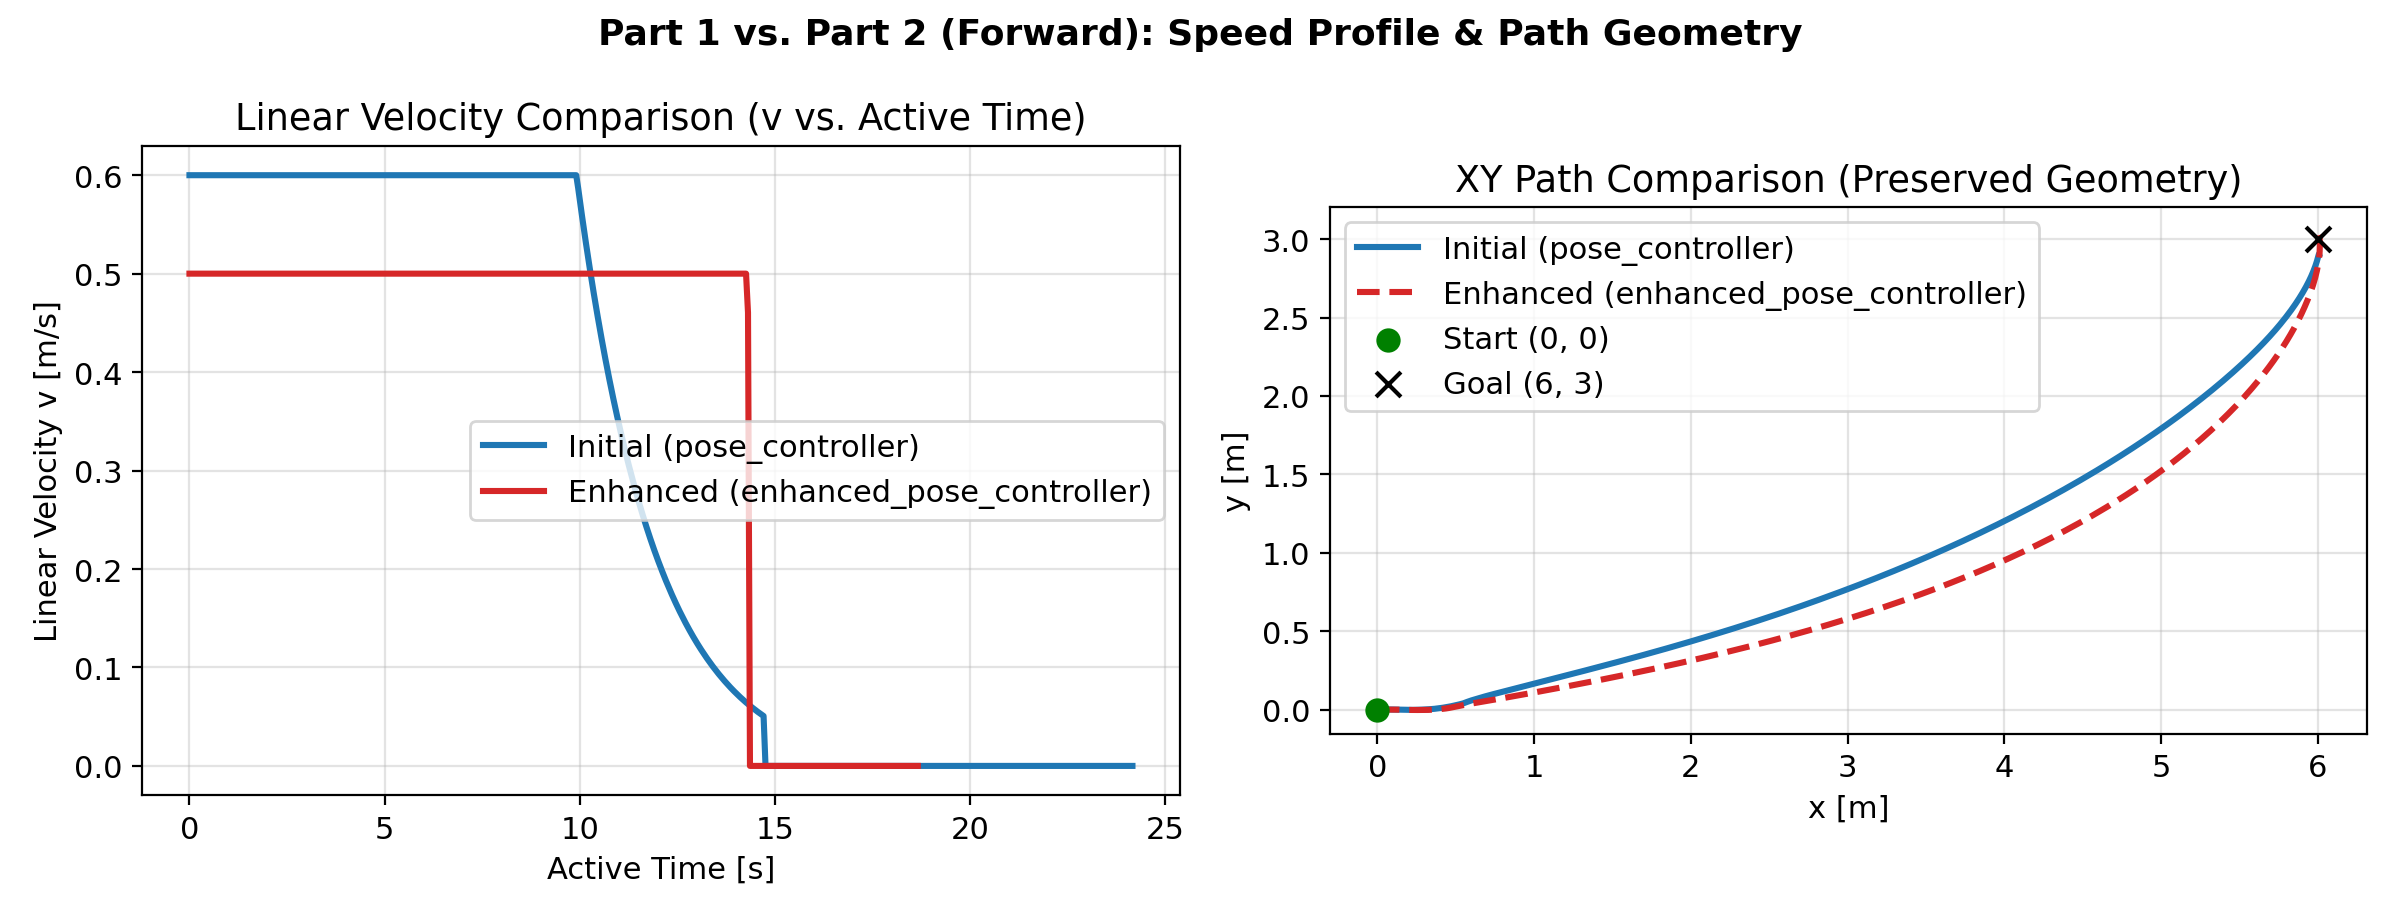 Part 1 vs. Part 2 (Forward): Speed Profile & Path Geometry
Linear Velocity Comparison (v vs. Active Time)
0.6
0.5
0.4
0.3
0.2
0.1
0.0
Linear Velocity v [m/s]
Initial (pose_controller)
Enhanced (enhanced_pose_controller)
0 5 10 15 20 25
Active Time [s]
XY Path Comparison (Preserved Geometry)
3.0
2.5
2.0
1.5
1.0
0.5
0.0
y [m]
Initial (pose_controller)
Enhanced (enhanced_pose_controller)
Start (0, 0)
Goal (6, 3)
0 1 2 3 4 5 6
x [m]